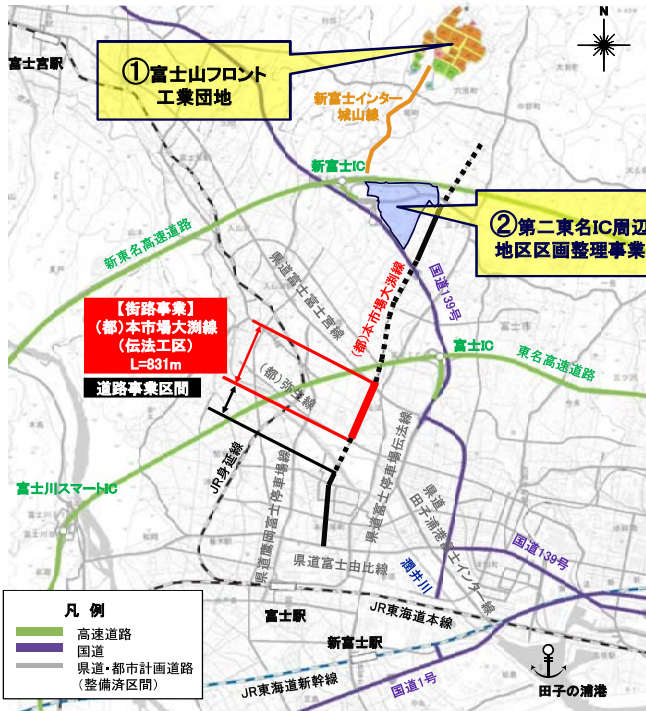 N
富士宮駅
①富士山フロント
工業団地
新富士インター
城山線
新富士IC
②第二東名IC周辺
地区区画整理事業
新東名高速道路
県道富士富士宮線
(都)本市場大渕線
国道139号
【街路事業】
(都)本市場大渕線
(伝法工区)
L=831m
道路事業区間
(都)弥生線
富士IC
東名高速道路
富士市
JR身延線
県道鷹岡富士停車場線
県道富士停車場伝法線
県道
田子浦港富士インター線
富士川スマートIC
国道139号
県道富士由比線
潤井川
富士駅
JR東海道本線
新富士駅
JR東海道新幹線
国道1号
田子の浦港
凡 例
高速道路
国道
県道・都市計画道路
(整備済区間)